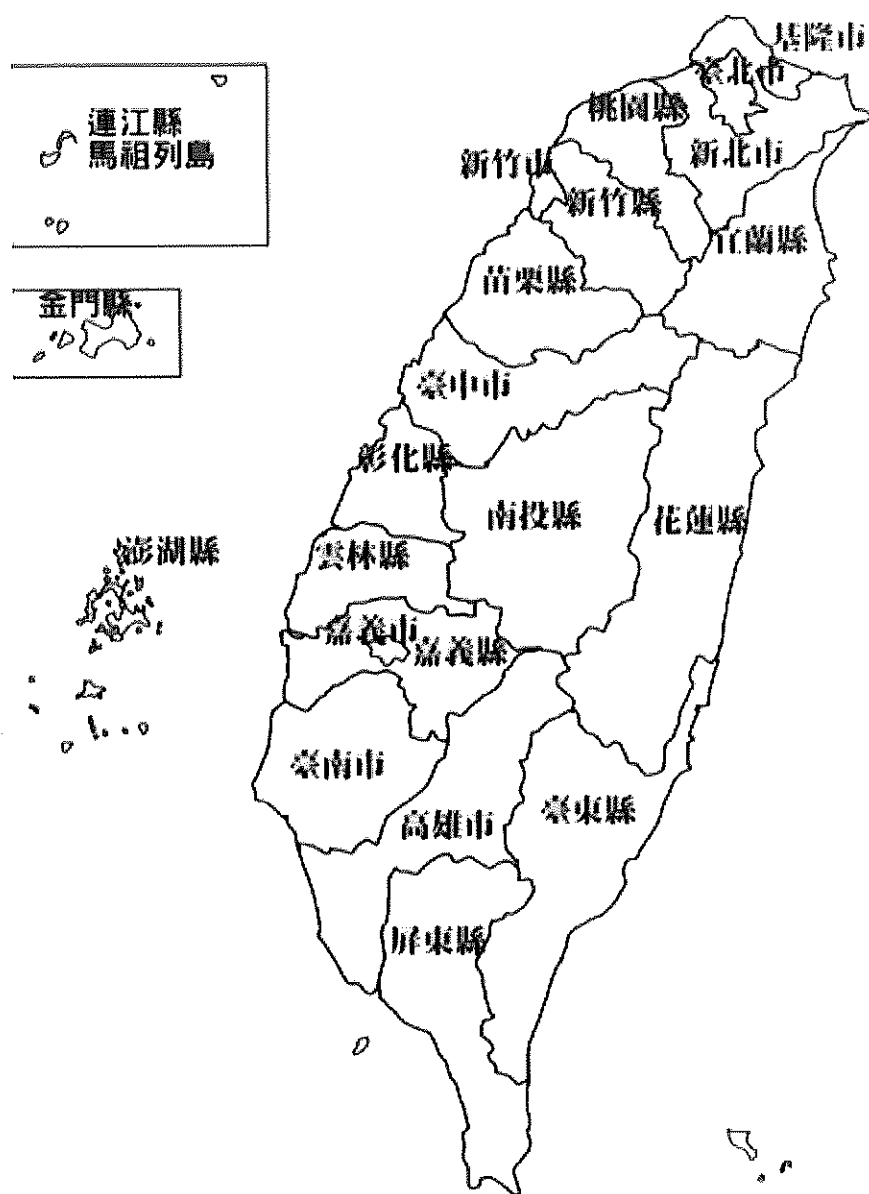 基隆市
臺北市
桃園縣
新北市
連江縣
馬祖列島
新竹市
新竹縣
宜蘭縣
苗栗縣
金門縣
臺中市
彰化縣
南投縣
花蓮縣
澎湖縣
雲林縣
嘉義市
嘉義縣
臺南市
臺東縣
高雄市
屏東縣